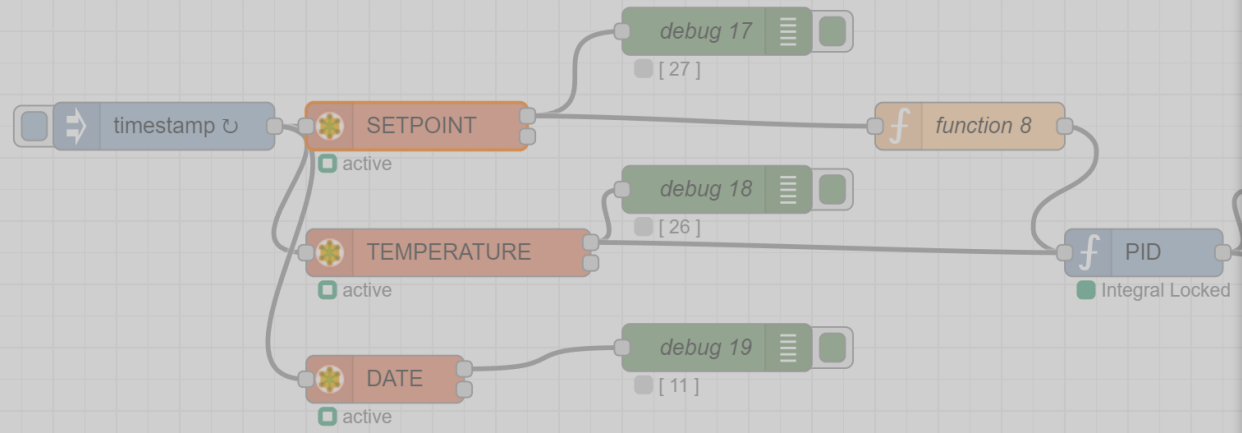 debug 17
[ 27 ]
timestamp ↻
SETPOINT
function 8
active
debug 18
[ 26 ]
TEMPERATURE
PID
active
Integral Locked
debug 19
[ 11 ]
DATE
active